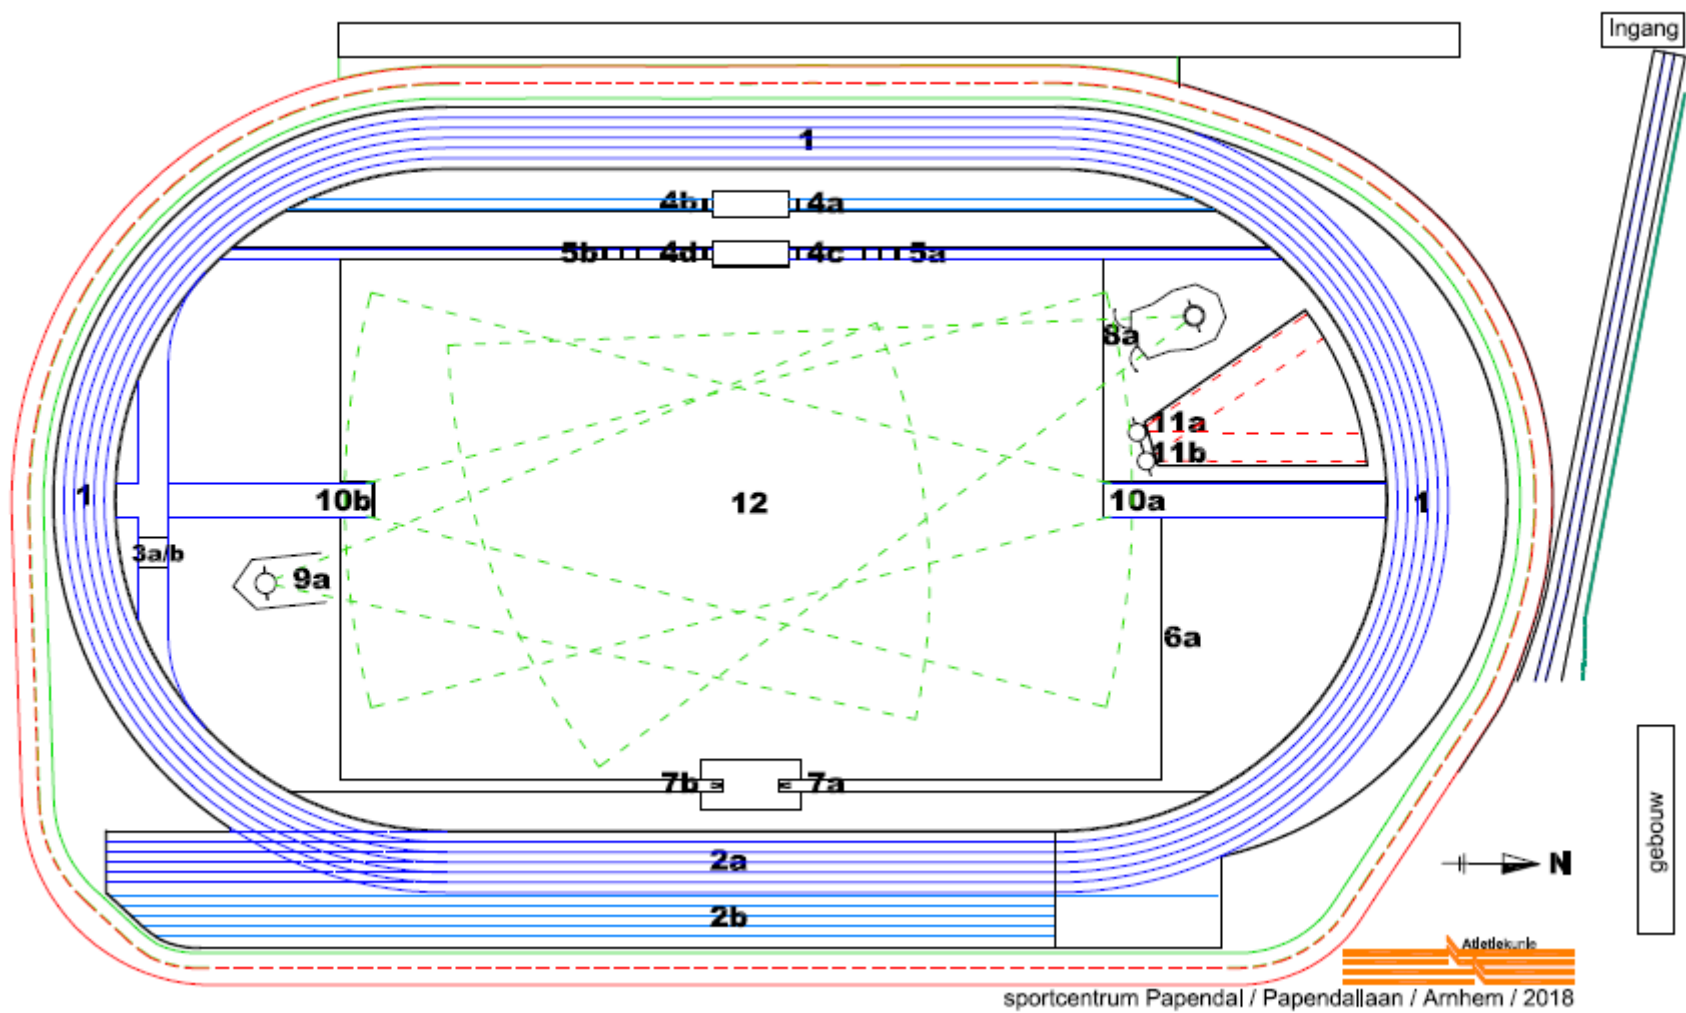 Ingang
1
4b 4a
5b 4d 4c 5a
8a
11a
11b
1 10b 12 10a 1
3a/b
9a
6a
7b 7a
gebouw
2a
N
2b
Atletiekunie
sportcentrum Papendal / Papendallaan / Arnhem / 2018